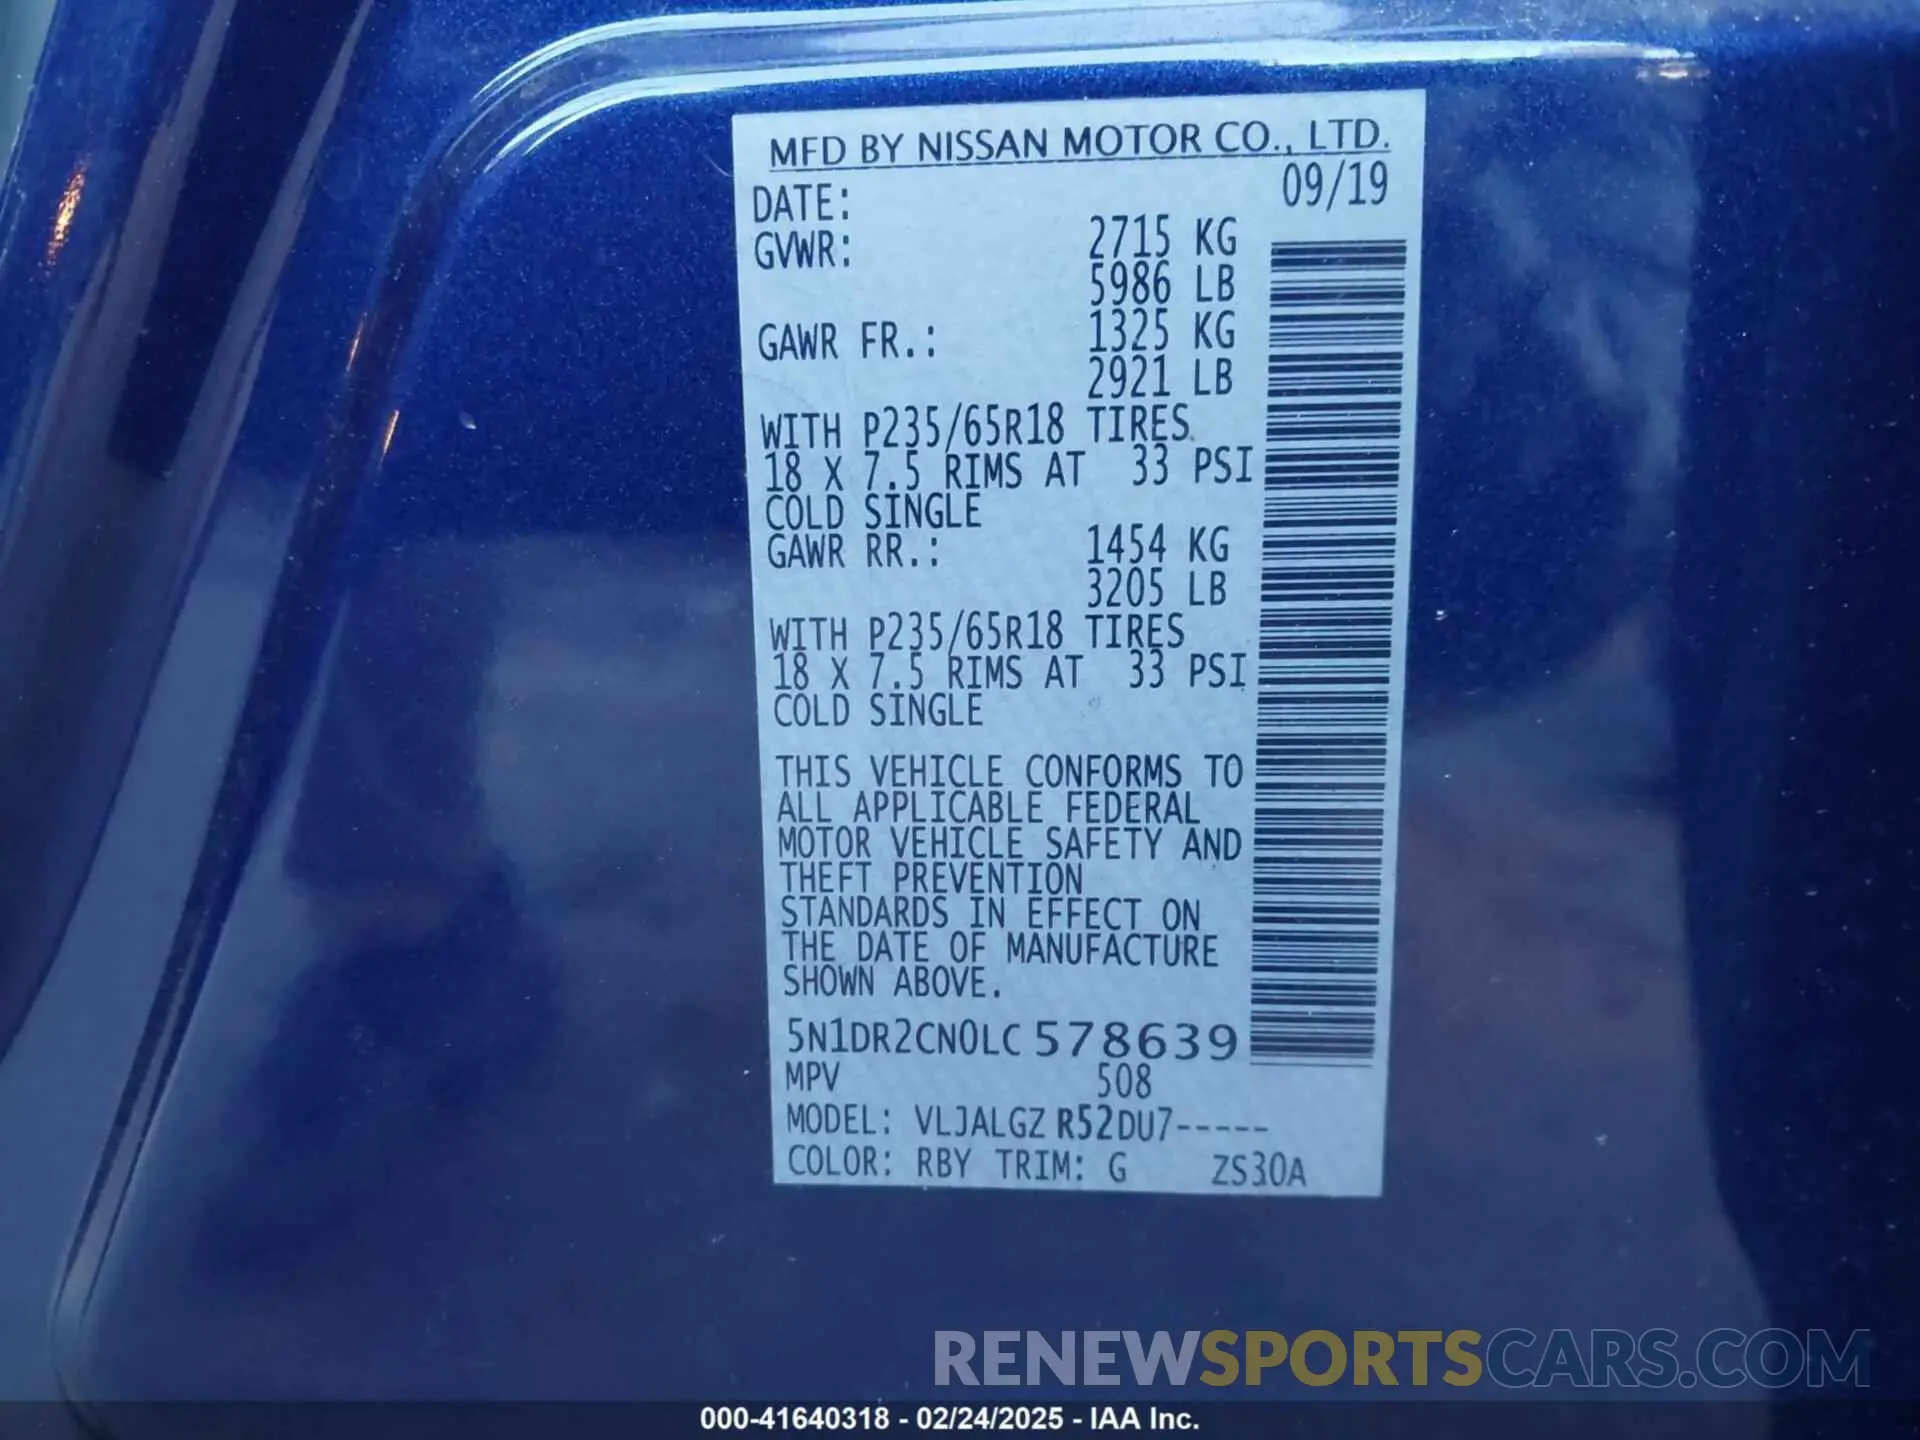 MFD BY NISSAN MOTOR CO., LTD.
DATE: 09/19
GVWR: 2715 KG
5986 LB
GAWR FR.: 1325 KG
2921 LB
WITH P235/65R18 TIRES
18 X 7.5 RIMS AT 33 PSI
COLD SINGLE
GAWR RR.: 1454 KG
3205 LB
WITH P235/65R18 TIRES
18 X 7.5 RIMS AT 33 PSI
COLD SINGLE
THIS VEHICLE CONFORMS TO
ALL APPLICABLE FEDERAL
MOTOR VEHICLE SAFETY AND
THEFT PREVENTION
STANDARDS IN EFFECT ON
THE DATE OF MANUFACTURE
SHOWN ABOVE.
5N1DR2CN0LC578639
MPV 508
MODEL: VLJALGZ R52DU7-----
COLOR: RBY TRIM: G ZS30A
RENEWSPORTSCARS.COM
000-41640318 - 02/24/2025 - IAA Inc.